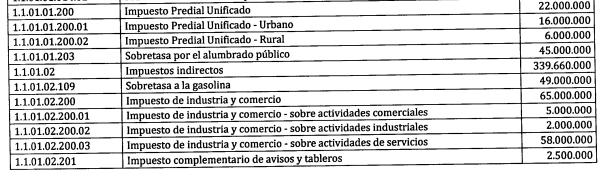 1.1.01.01.200 Impuesto Predial Unificado 22.000.000
1.1.01.01.200.01 Impuesto Predial Unificado - Urbano 16.000.000
1.1.01.01.200.02 Impuesto Predial Unificado - Rural 6.000.000
1.1.01.01.203 Sobretasa por el alumbrado público 45.000.000
1.1.01.02 Impuestos indirectos 339.660.000
1.1.01.02.109 Sobretasa a la gasolina 49.000.000
1.1.01.02.200 Impuesto de industria y comercio 65.000.000
1.1.01.02.200.01 Impuesto de industria y comercio - sobre actividades comerciales 5.000.000
1.1.01.02.200.02 Impuesto de industria y comercio - sobre actividades industriales 2.000.000
1.1.01.02.200.03 Impuesto de industria y comercio - sobre actividades de servicios 58.000.000
1.1.01.02.201 Impuesto complementario de avisos y tableros 2.500.000